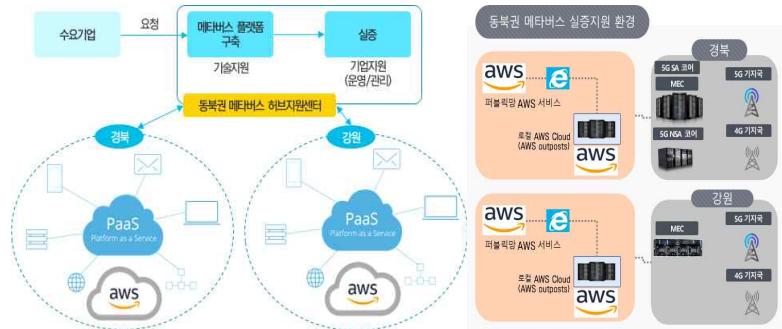 수요기업
요청
메타버스 플랫폼
구축
실증
기술지원
기업지원
(운영/관리)
동북권 메타버스 허브지원센터
경북
강원
PaaS
Platform as a Service
aws
PaaS
Platform as a Service
aws
동북권 메타버스 실증지원 환경
aws
퍼블릭망 AWS 서비스
로컬 AWS Cloud
(AWS outposts)
aws
경북
5G SA 코어
MEC
5G NSA 코어
5G 기지국
4G 기지국
aws
퍼블릭망 AWS 서비스
로컬 AWS Cloud
(AWS outposts)
aws
강원
MEC
5G 기지국
4G 기지국